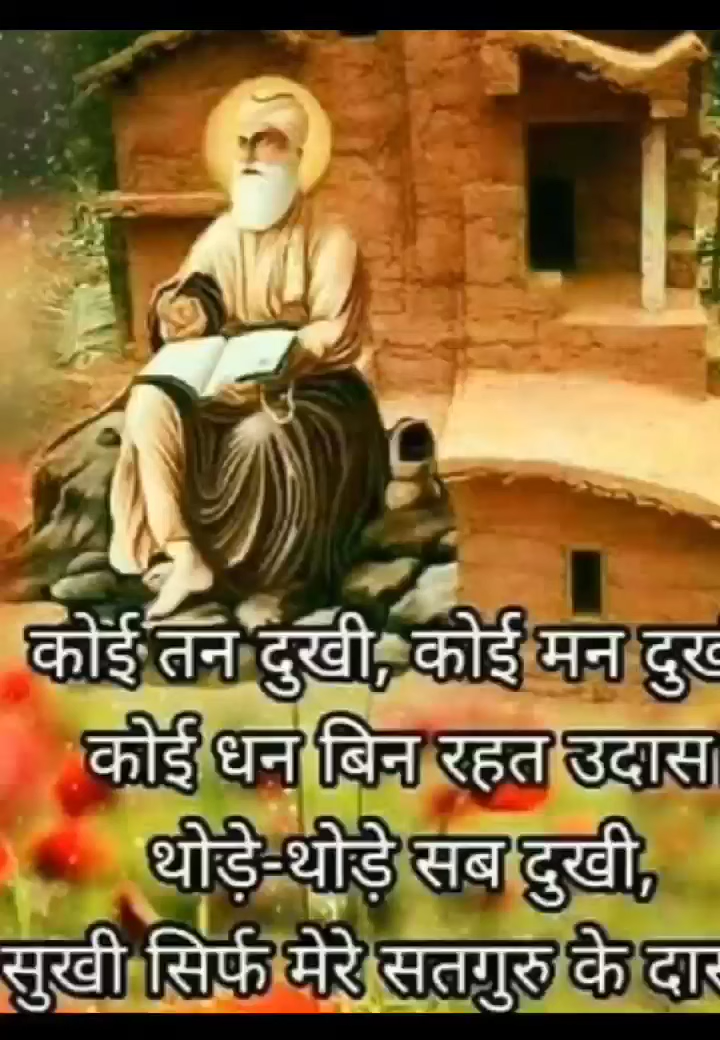 कोई तन दुखी, कोई मन दुख
कोई धन बिन रहत उदास।
थोड़े-थोड़े सब दुखी,
सुखी सिर्फ मेरे सतगुरु के दास